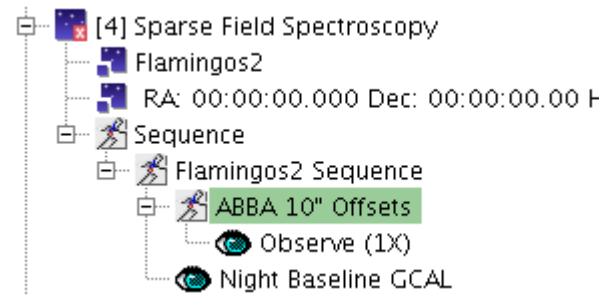 [4] Sparse Field Spectroscopy
Flamingos2
RA: 00:00:00.000 Dec: 00:00:00.00 H
Sequence
Flamingos2 Sequence
ABBA 10" Offsets
Observe (1X)
Night Baseline GCAL